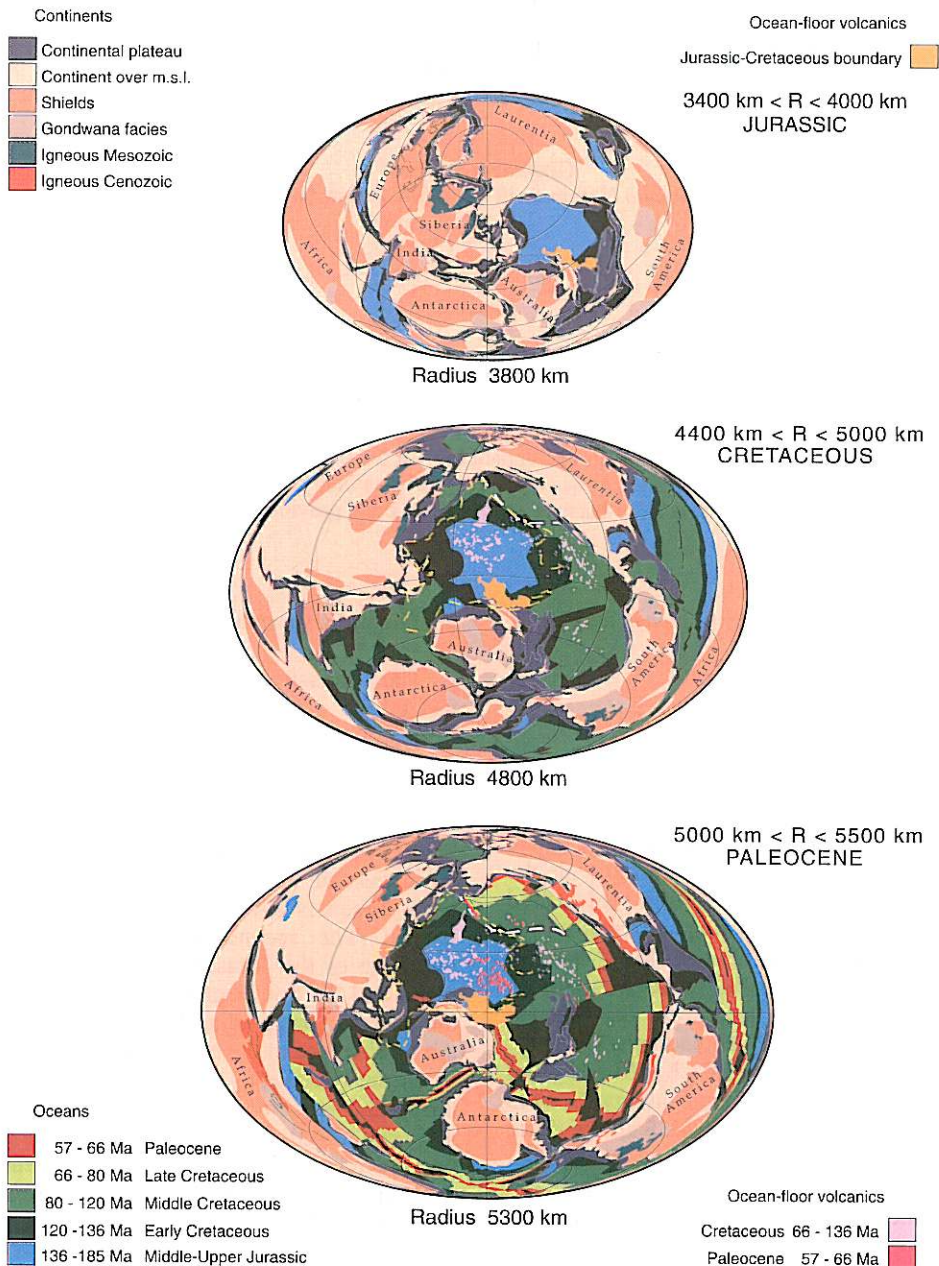 Continents
Continental plateau
Continent over m.s.l.
Shields
Gondwana facies
Igneous Mesozoic
Igneous Cenozoic
Ocean-floor volcanics
Jurassic-Cretaceous boundary
3400 km < R < 4000 km
JURASSIC
Laurentia
Europe
Siberia
Africa
India
Antarctica
Australia
South
America
Radius 3800 km
4400 km < R < 5000 km
CRETACEOUS
Europe
Siberia
Laurentia
India
Australia
Antarctica
Africa
South
America
Africa
Radius 4800 km
5000 km < R < 5500 km
PALEOCENE
Europe
Siberia
Laurentia
India
Australia
Africa
Antarctica
South
America
Radius 5300 km
Oceans
57 - 66 Ma Paleocene
66 - 80 Ma Late Cretaceous
80 - 120 Ma Middle Cretaceous
120 -136 Ma Early Cretaceous
136 -185 Ma Middle-Upper Jurassic
Ocean-floor volcanics
Cretaceous 66 - 136 Ma
Paleocene 57 - 66 Ma